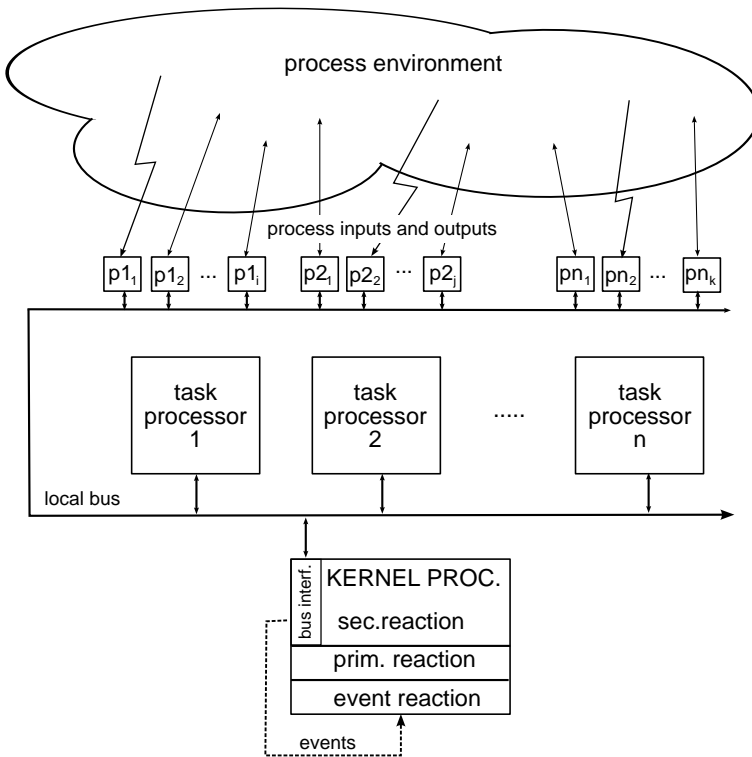 process environment
process inputs and outputs
p1₁ p1₂ ... p1ᵢ p2₁ p2₂ ... p2ⱼ pn₁ pn₂ ... pnₖ
task
processor
1
task
processor
2
.....
task
processor
n
local bus
bus interf.
KERNEL PROC.
sec.reaction
prim. reaction
event reaction
events